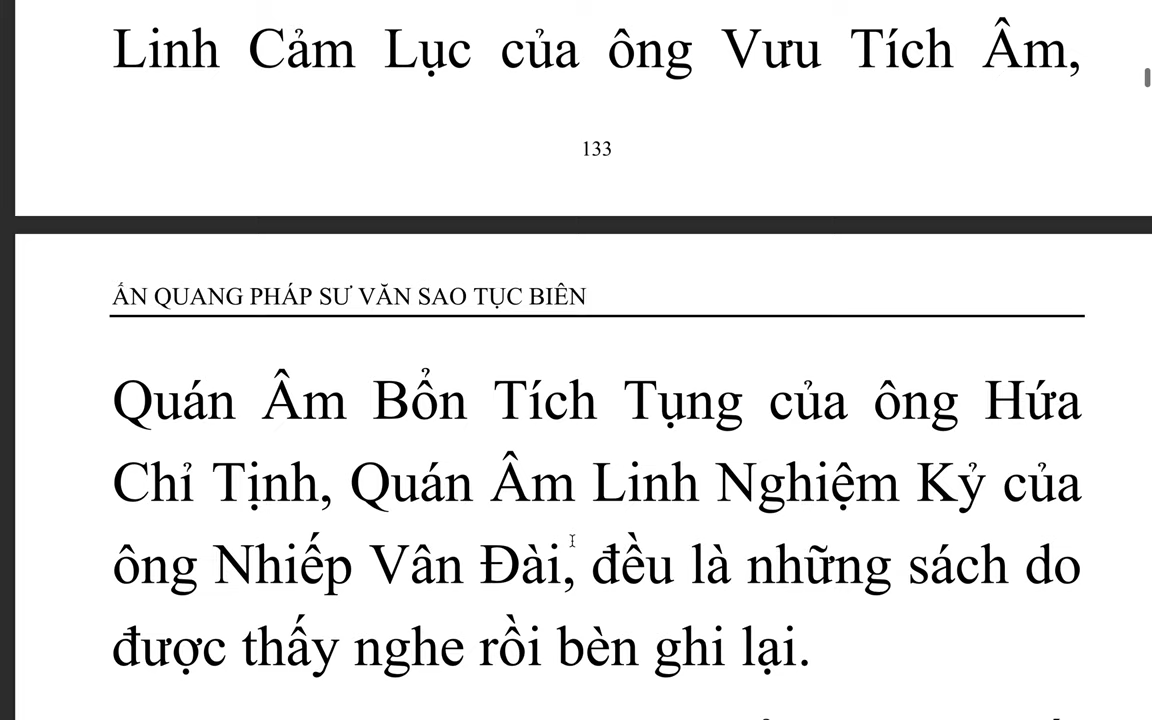 Linh Cảm Lục của ông Vưu Tích Âm,
133
ẤN QUANG PHÁP SƯ VĂN SAO TỤC BIÊN
Quán Âm Bổn Tích Tụng của ông Hứa
Chỉ Tịnh, Quán Âm Linh Nghiệm Kỷ của
ông Nhiếp Vân Đài, đều là những sách do
được thấy nghe rồi bèn ghi lại.